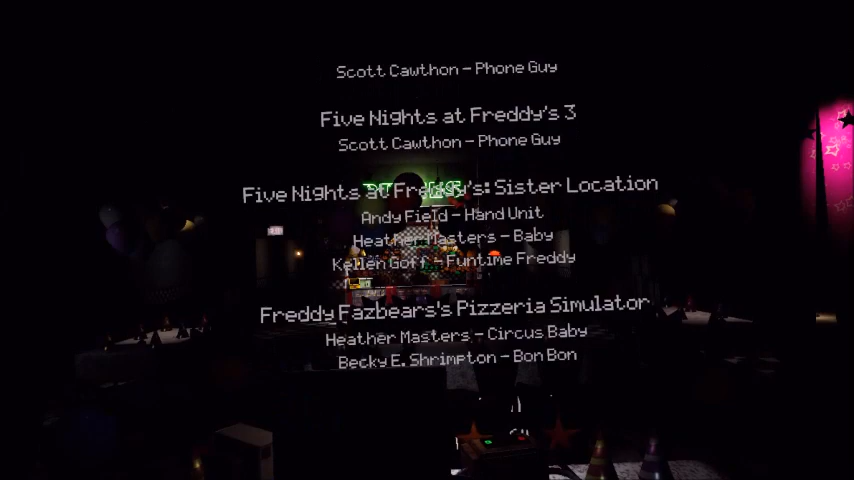 Scott Cawthon - Phone Guy
Five Nights at Freddy's 3
Scott Cawthon - Phone Guy
Five Nights at Freddy's: Sister Location
Andy Field - Hand Unit
Heather Masters - Baby
Kellen Goff - Funtime Freddy
Freddy Fazbears's Pizzeria Simulator
Heather Masters - Circus Baby
Becky E. Shrimpton - Bon Bon